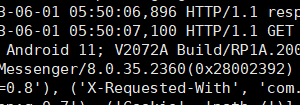 3-06-01 05:50:06,896 HTTP/1.1 resp
3-06-01 05:50:07,100 HTTP/1.1 GET
Android 11; V2072A Build/RP1A.200
Messenger/8.0.35.2360(0x28002392)
=0.8'), ('X-Requested-With', 'com.